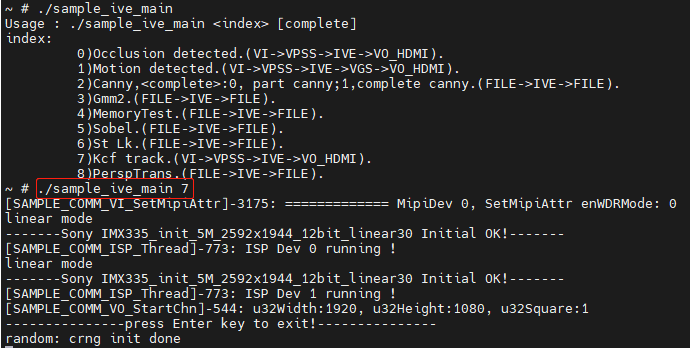 ~ # ./sample_ive_main
Usage : ./sample_ive_main <index> [complete]
index:
         0)Occlusion detected.(VI->VPSS->IVE->VO_HDMI).
         1)Motion detected.(VI->VPSS->IVE->VGS->VO_HDMI).
         2)Canny,<complete>:0, part canny;1,complete canny.(FILE->IVE->FILE).
         3)Gmm2.(FILE->IVE->FILE).
         4)MemoryTest.(FILE->IVE->FILE).
         5)Sobel.(FILE->IVE->FILE).
         6)St Lk.(FILE->IVE->FILE).
         7)Kcf track.(VI->VPSS->IVE->VO_HDMI).
         8)PerspTrans.(FILE->IVE->FILE).
~ # ./sample_ive_main 7
[SAMPLE_COMM_VI_SetMipiAttr]-3175: ============= MipiDev 0, SetMipiAttr enWDRMode: 0
linear mode
-------Sony IMX335_init_5M_2592x1944_12bit_linear30 Initial OK!-------
[SAMPLE_COMM_ISP_Thread]-773: ISP Dev 0 running !
linear mode
-------Sony IMX335_init_5M_2592x1944_12bit_linear30 Initial OK!-------
[SAMPLE_COMM_ISP_Thread]-773: ISP Dev 1 running !
[SAMPLE_COMM_VO_StartChn]-544: u32Width:1920, u32Height:1080, u32Square:1
---------------press Enter key to exit!---------------
random: crng init done